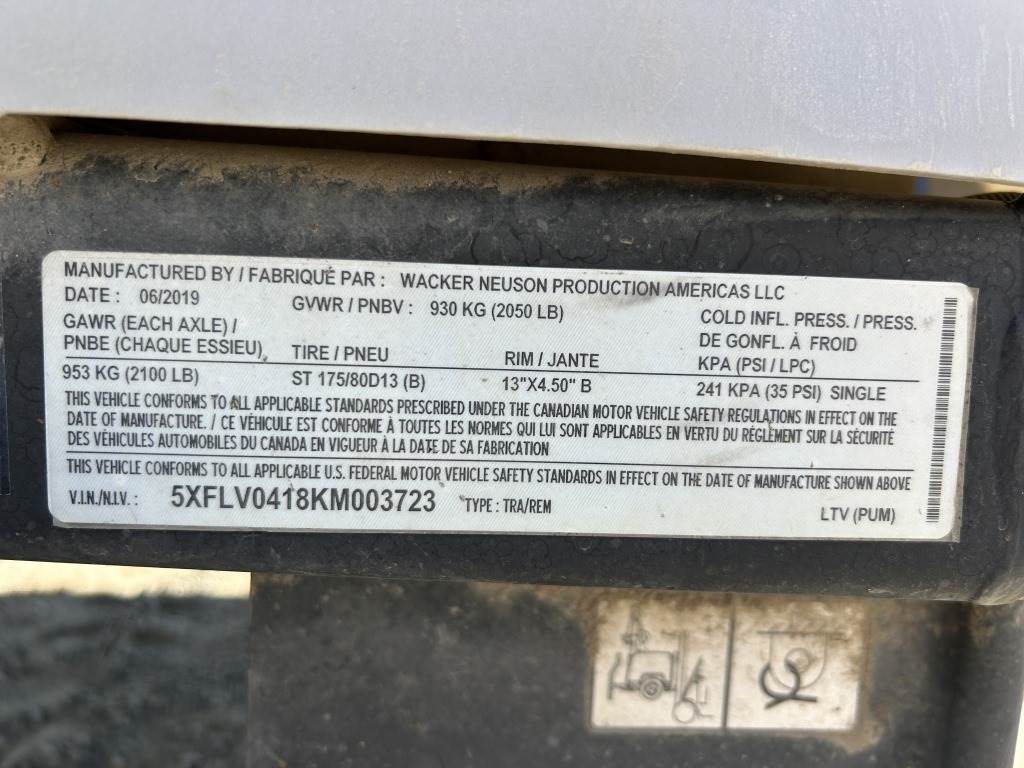 MANUFACTURED BY / FABRIQUÉ PAR : WACKER NEUSON PRODUCTION AMERICAS LLC
DATE : 06/2019 GVWR / PNBV : 930 KG (2050 LB)
GAWR (EACH AXLE) /
PNBE (CHAQUE ESSIEU) TIRE / PNEU RIM / JANTE
COLD INFL. PRESS. / PRESS.
DE GONFL. À FROID
KPA (PSI / LPC)
953 KG (2100 LB) ST 175/80D13 (B) 13"X4.50" B 241 KPA (35 PSI) SINGLE
THIS VEHICLE CONFORMS TO ALL APPLICABLE STANDARDS PRESCRIBED UNDER THE CANADIAN MOTOR VEHICLE SAFETY REGULATIONS IN EFFECT ON THE
DATE OF MANUFACTURE. / CE VÉHICULE EST CONFORME À TOUTES LES NORMES QUI LUI SONT APPLICABLES EN VERTU DU RÉGLEMENT SUR LA SÉCURITÉ
DES VÉHICULES AUTOMOBILES DU CANADA EN VIGUEUR À LA DATE DE SA FABRICATION
THIS VEHICLE CONFORMS TO ALL APPLICABLE U.S. FEDERAL MOTOR VEHICLE SAFETY STANDARDS IN EFFECT ON THE DATE OF MANUFACTURE SHOWN ABOVE
V.I.N./N.I.V. : 5XFLV0418KM003723 TYPE : TRA/REM LTV (PUM)